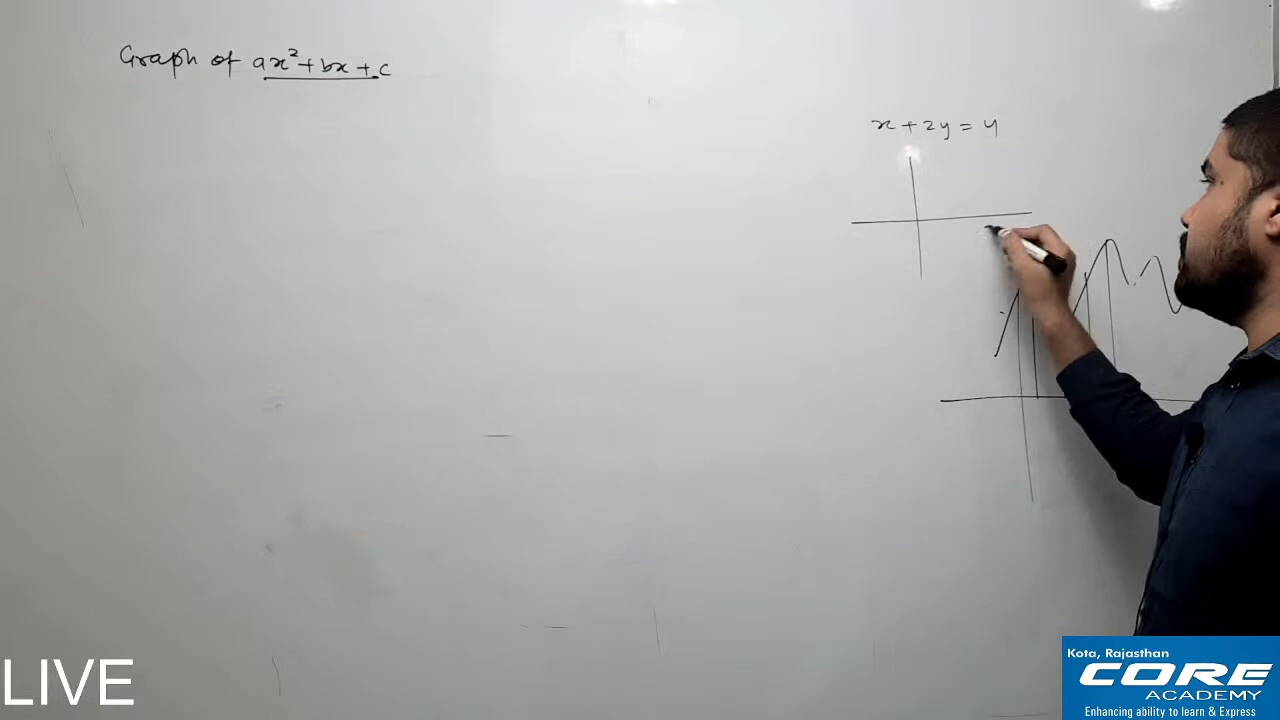 Graph of ax²+bx+c
x+2y=4
LIVE
Kota, Rajasthan
CORE
ACADEMY
Enhancing ability to learn & Express